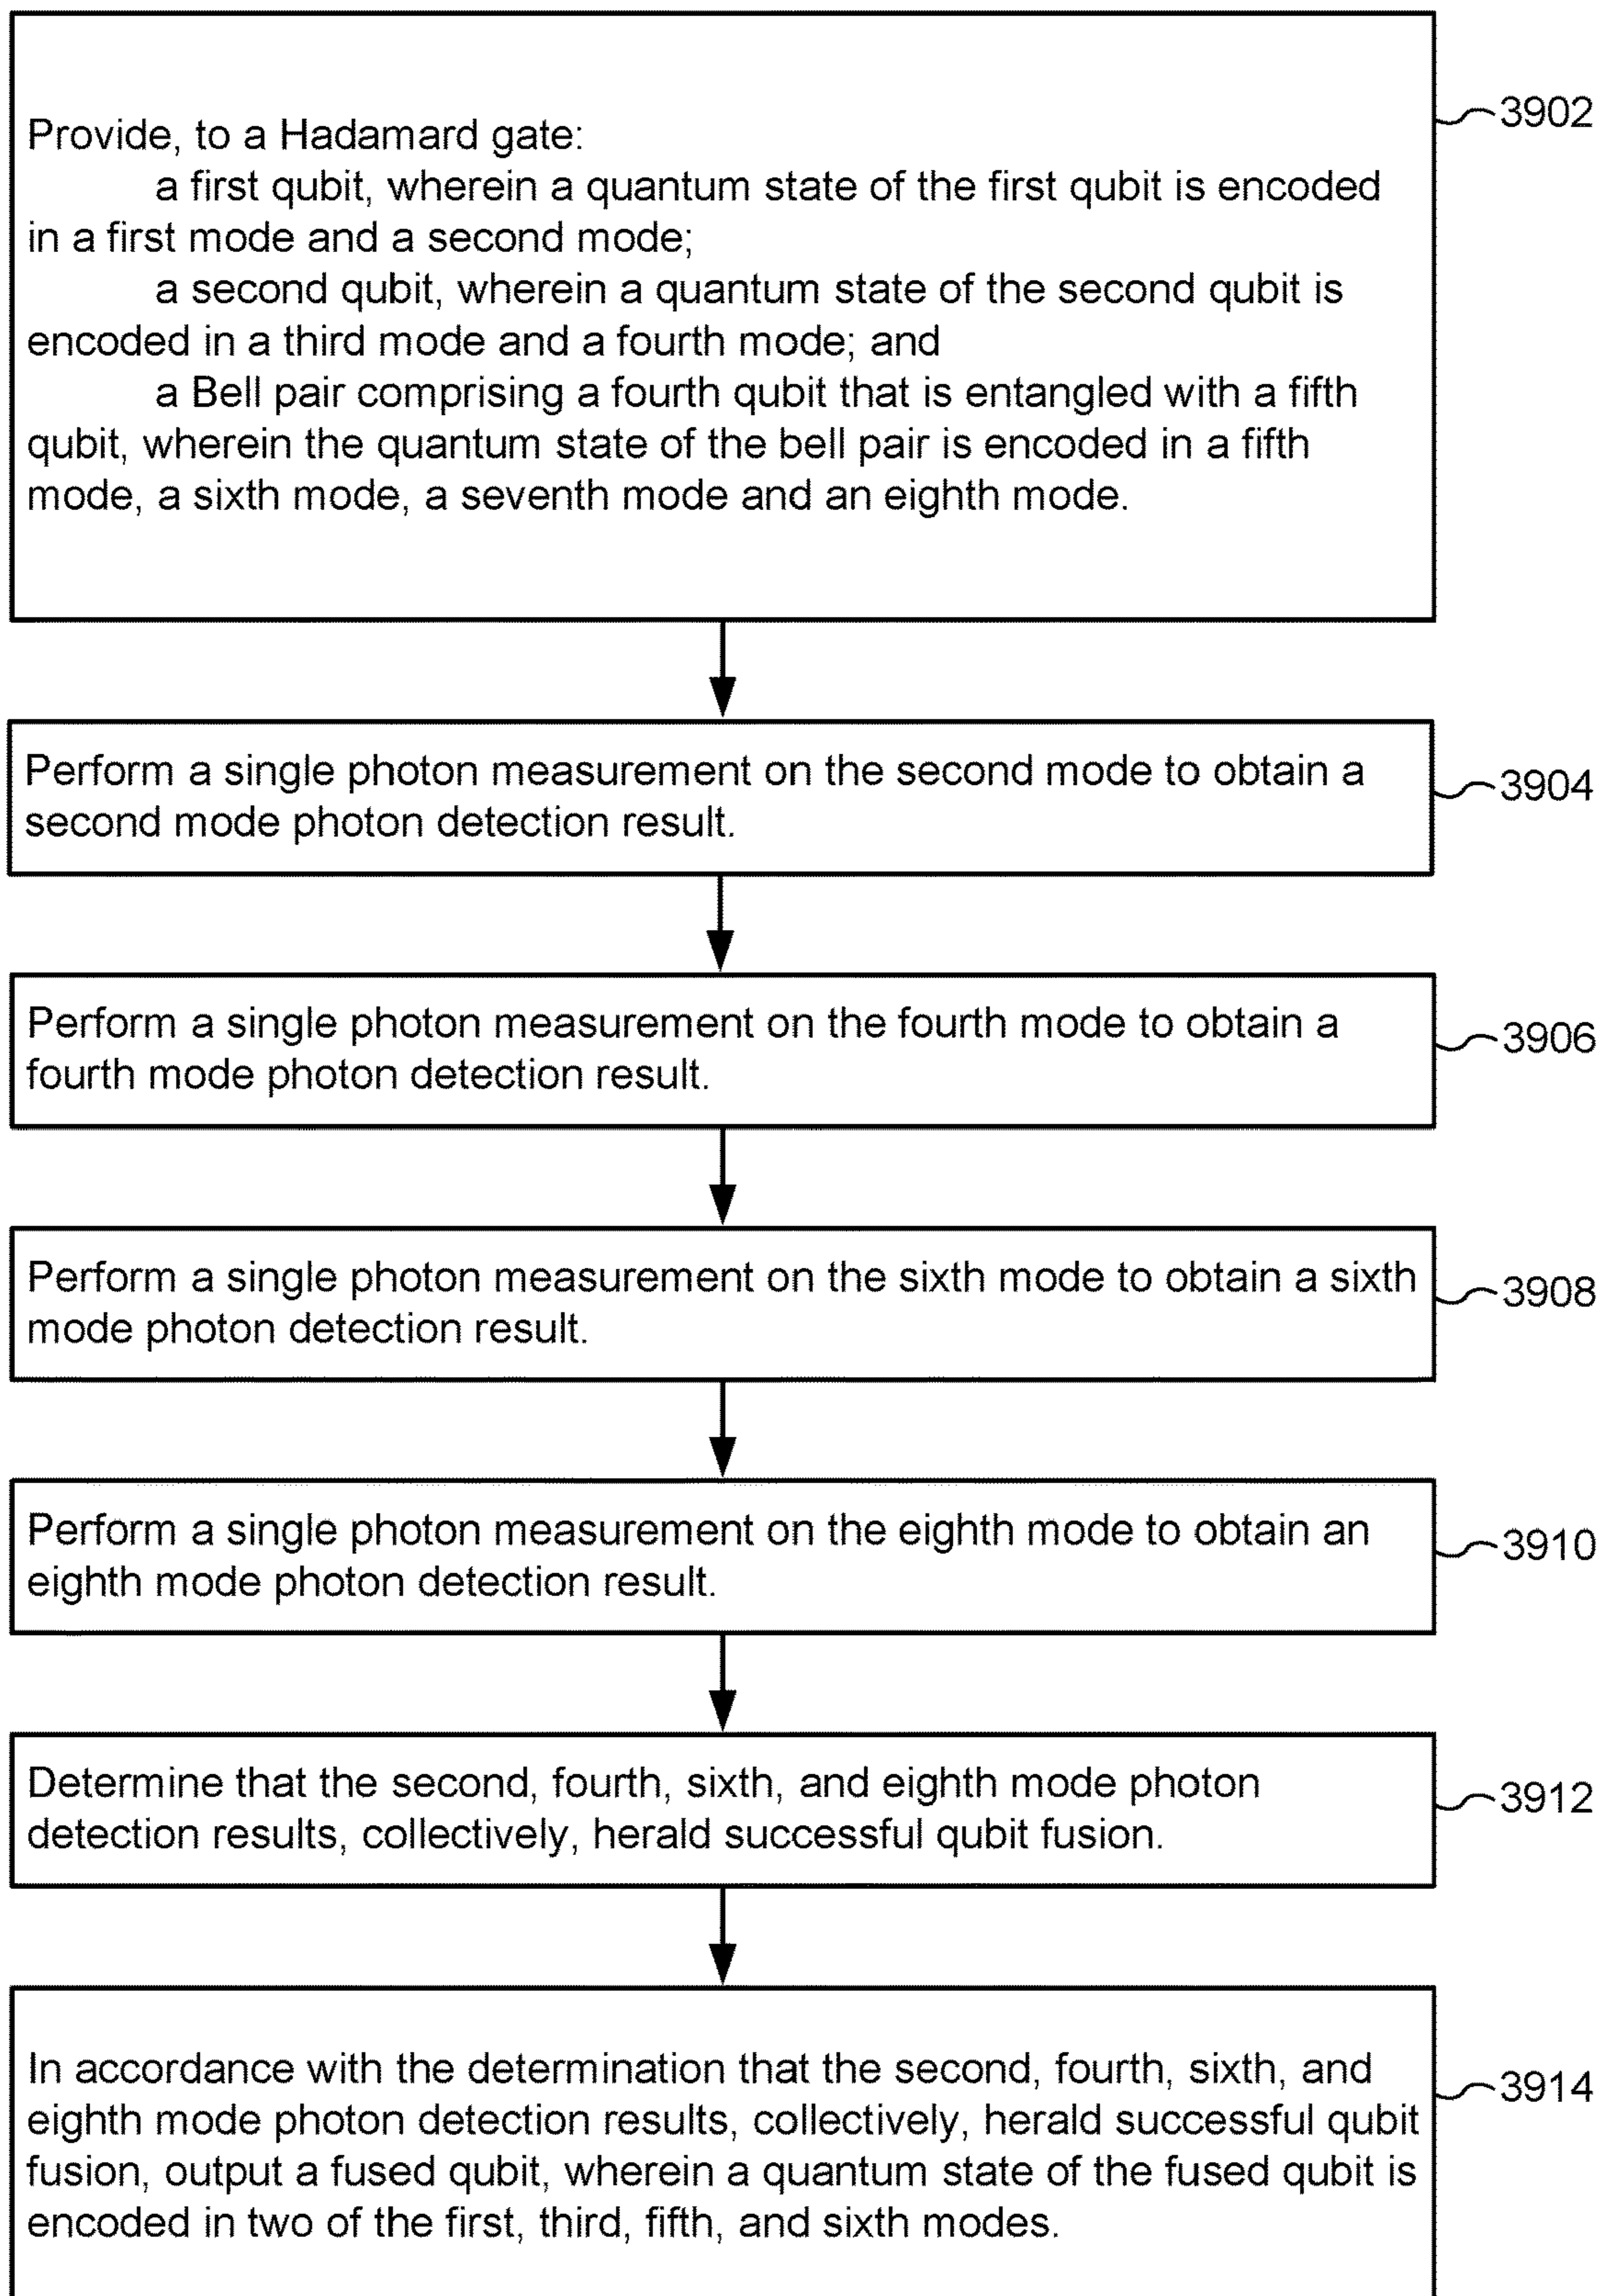 Provide, to a Hadamard gate:
a first qubit, wherein a quantum state of the first qubit is encoded
in a first mode and a second mode;
a second qubit, wherein a quantum state of the second qubit is
encoded in a third mode and a fourth mode; and
a Bell pair comprising a fourth qubit that is entangled with a fifth
qubit, wherein the quantum state of the bell pair is encoded in a fifth
mode, a sixth mode, a seventh mode and an eighth mode.
3902
Perform a single photon measurement on the second mode to obtain a
second mode photon detection result.
3904
Perform a single photon measurement on the fourth mode to obtain a
fourth mode photon detection result.
3906
Perform a single photon measurement on the sixth mode to obtain a sixth
mode photon detection result.
3908
Perform a single photon measurement on the eighth mode to obtain an
eighth mode photon detection result.
3910
Determine that the second, fourth, sixth, and eighth mode photon
detection results, collectively, herald successful qubit fusion.
3912
In accordance with the determination that the second, fourth, sixth, and
eighth mode photon detection results, collectively, herald successful qubit
fusion, output a fused qubit, wherein a quantum state of the fused qubit is
encoded in two of the first, third, fifth, and sixth modes.
3914